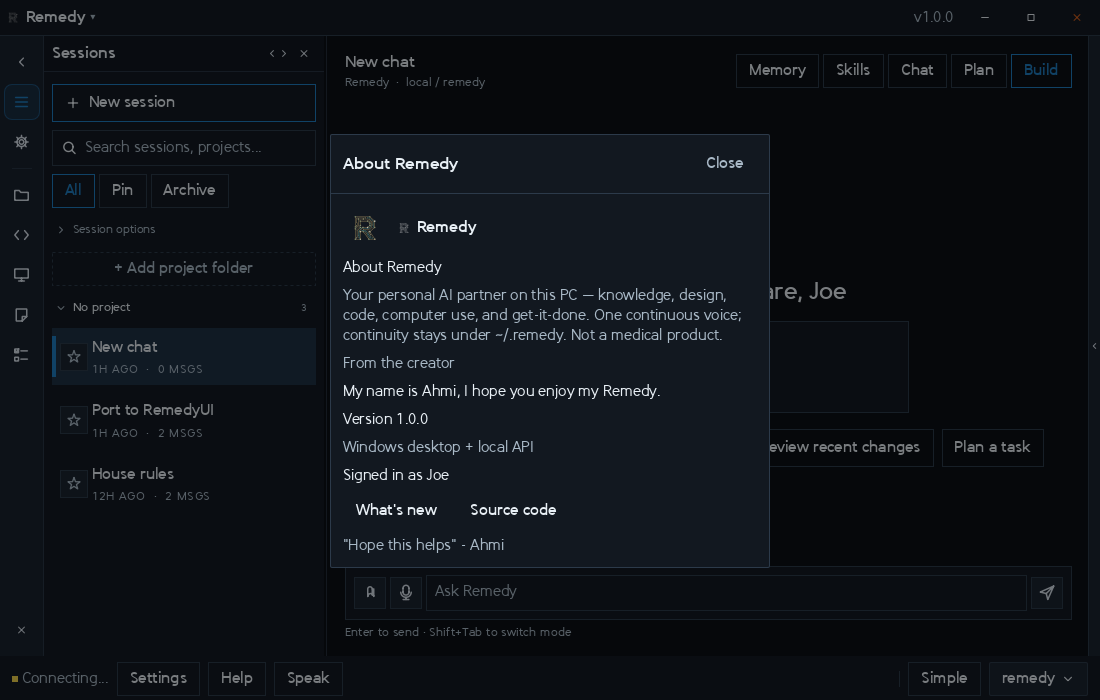 Remedy
v1.0.0
Sessions
New session
Search sessions, projects...
All
Pin
Archive
Session options
+ Add project folder
No project
3
New chat
1H AGO · 0 MSGS
Port to RemedyUI
1H AGO · 2 MSGS
House rules
12H AGO · 2 MSGS
New chat
Remedy · local / remedy
Memory
Skills
Chat
Plan
Build
About Remedy
Close
R Remedy
About Remedy
Your personal AI partner on this PC — knowledge, design,
code, computer use, and get-it-done. One continuous voice;
continuity stays under ~/.remedy. Not a medical product.
From the creator
My name is Ahmi, I hope you enjoy my Remedy.
Version 1.0.0
Windows desktop + local API
Signed in as Joe
What's new
Source code
"Hope this helps" - Ahmi
Joe
recent changes
Plan a task
Ask Remedy
Enter to send · Shift+Tab to switch mode
Connecting...
Settings
Help
Speak
Simple
remedy